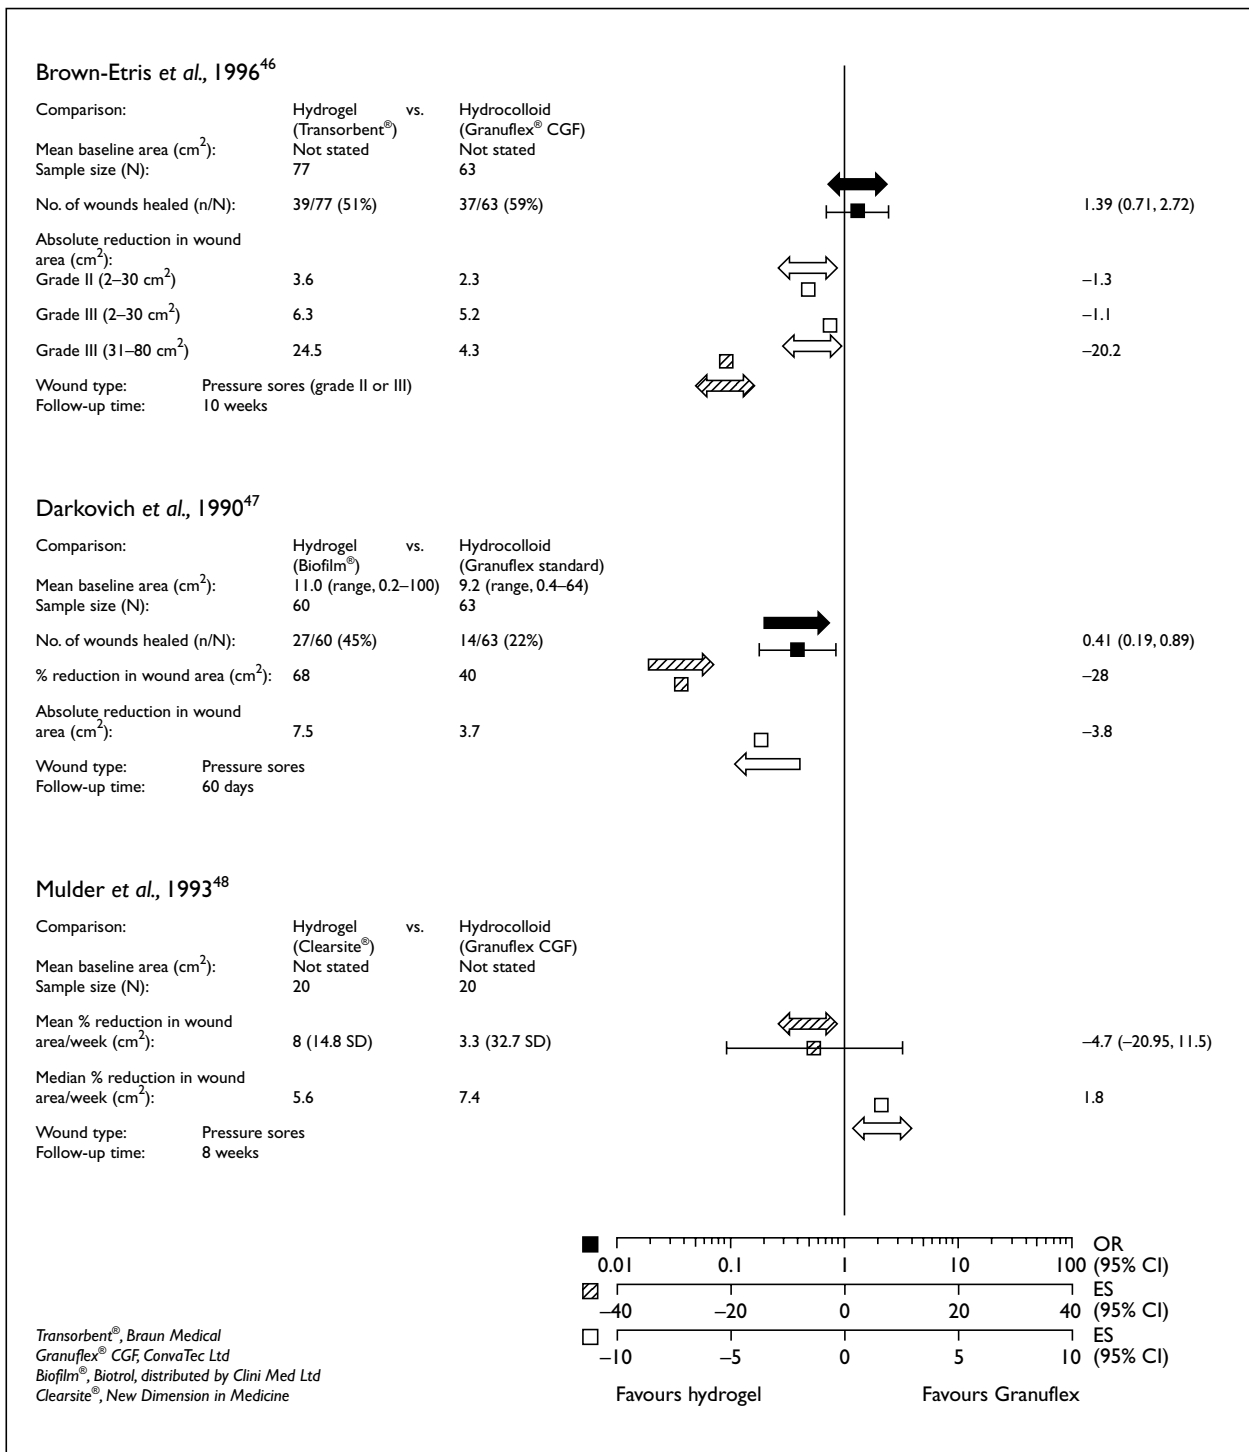 Brown-Etris et al., 1996⁴⁶
Comparison: Hydrogel vs. Hydrocolloid
(Transorbent®) (Granuflex® CGF)
Mean baseline area (cm²): Not stated Not stated
Sample size (N): 77 63
No. of wounds healed (n/N): 39/77 (51%) 37/63 (59%) 1.39 (0.71, 2.72)
Absolute reduction in wound
area (cm²):
Grade II (2–30 cm²) 3.6 2.3 –1.3
Grade III (2–30 cm²) 6.3 5.2 –1.1
Grade III (31–80 cm²) 24.5 4.3 –20.2
Wound type: Pressure sores (grade II or III)
Follow-up time: 10 weeks
Darkovich et al., 1990⁴⁷
Comparison: Hydrogel vs. Hydrocolloid
(Biofilm®) (Granuflex standard)
Mean baseline area (cm²): 11.0 (range, 0.2–100) 9.2 (range, 0.4–64)
Sample size (N): 60 63
No. of wounds healed (n/N): 27/60 (45%) 14/63 (22%) 0.41 (0.19, 0.89)
% reduction in wound area (cm²): 68 40 –28
Absolute reduction in wound
area (cm²): 7.5 3.7 –3.8
Wound type: Pressure sores
Follow-up time: 60 days
Mulder et al., 1993⁴⁸
Comparison: Hydrogel vs. Hydrocolloid
(Clearsite®) (Granuflex CGF)
Mean baseline area (cm²): Not stated Not stated
Sample size (N): 20 20
Mean % reduction in wound
area/week (cm²): 8 (14.8 SD) 3.3 (32.7 SD) –4.7 (–20.95, 11.5)
Median % reduction in wound
area/week (cm²): 5.6 7.4 1.8
Wound type: Pressure sores
Follow-up time: 8 weeks
OR
0.01 0.1 1 10 100 (95% CI)
ES
–40 –20 0 20 40 (95% CI)
ES
–10 –5 0 5 10 (95% CI)
Favours hydrogel Favours Granuflex
Transorbent®, Braun Medical
Granuflex® CGF, ConvaTec Ltd
Biofilm®, Biotrol, distributed by Clini Med Ltd
Clearsite®, New Dimension in Medicine